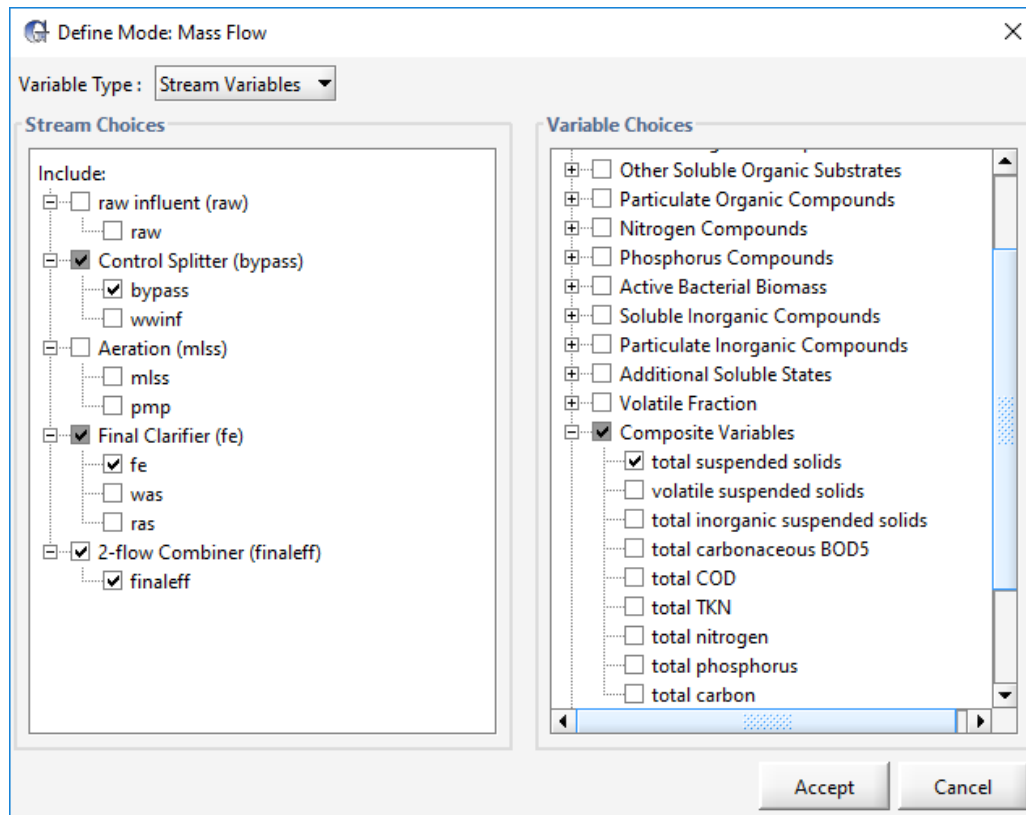 Define Mode: Mass Flow
Variable Type : Stream Variables
Stream Choices
Include:
raw influent (raw)
raw
Control Splitter (bypass)
bypass
wwinf
Aeration (mlss)
mlss
pmp
Final Clarifier (fe)
fe
was
ras
2-flow Combiner (finaleff)
finaleff
Variable Choices
Other Soluble Organic Substrates
Particulate Organic Compounds
Nitrogen Compounds
Phosphorus Compounds
Active Bacterial Biomass
Soluble Inorganic Compounds
Particulate Inorganic Compounds
Additional Soluble States
Volatile Fraction
Composite Variables
total suspended solids
volatile suspended solids
total inorganic suspended solids
total carbonaceous BOD5
total COD
total TKN
total nitrogen
total phosphorus
total carbon
Accept Cancel